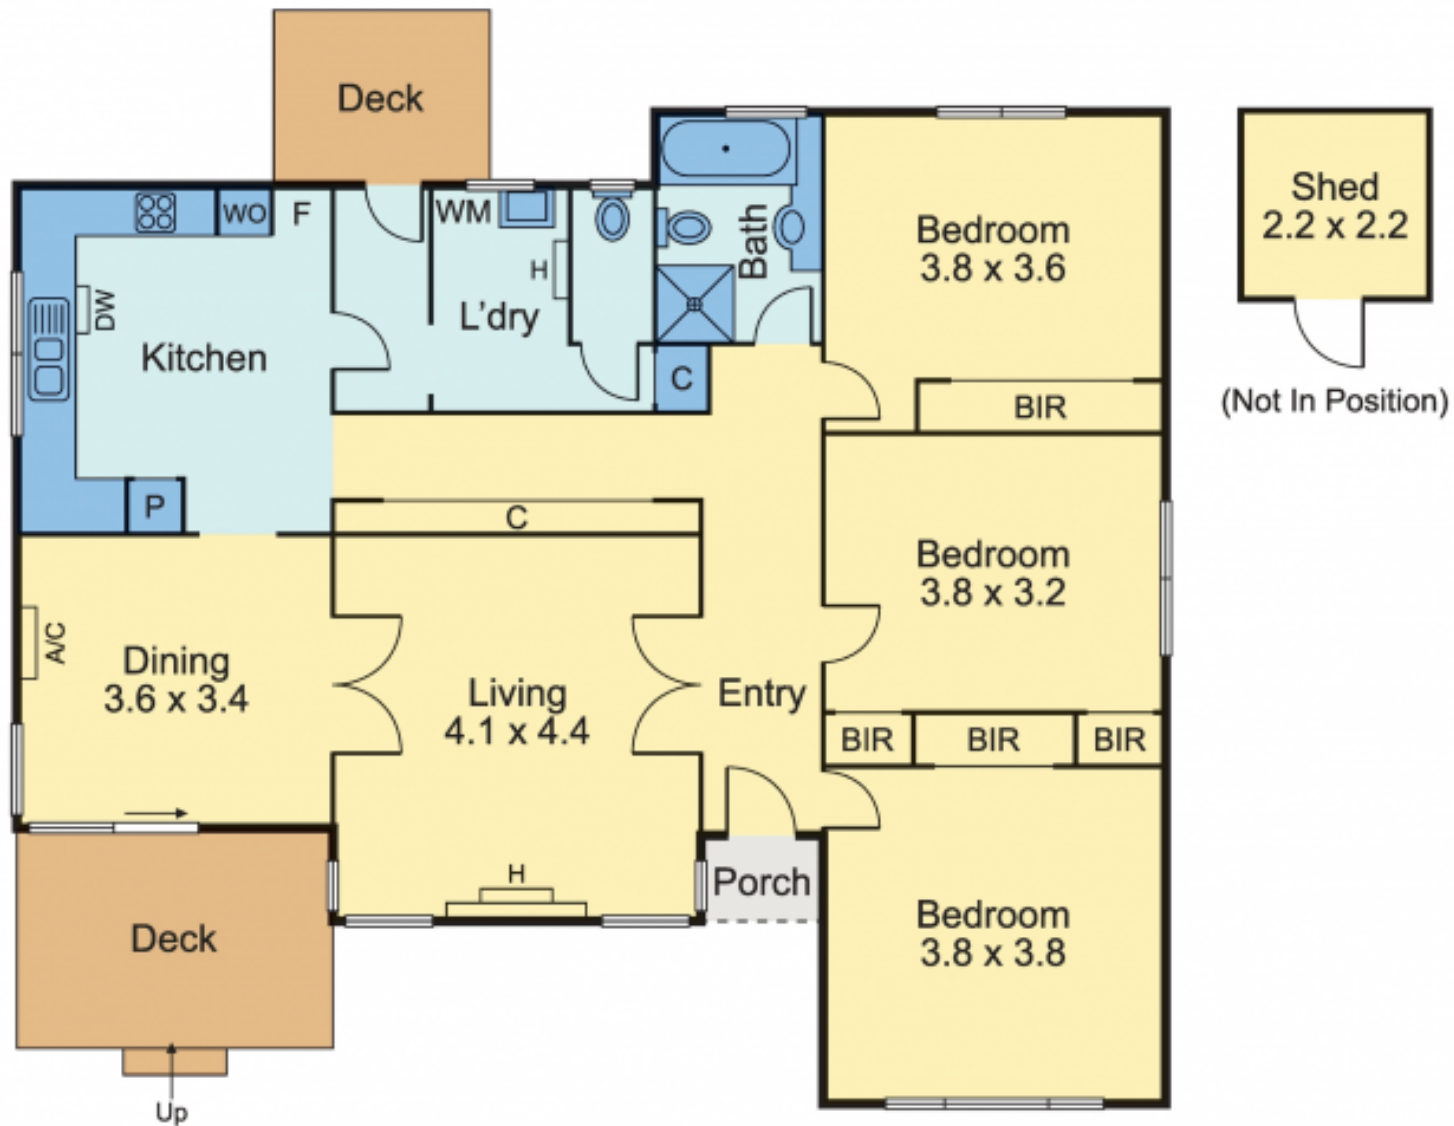 Deck
Shed
2.2 x 2.2
(Not In Position)
WO
F
WM
H
L'dry
Bath
C
DW
Kitchen
P
Bedroom
3.8 x 3.6
BIR
C
Bedroom
3.8 x 3.2
A/C
Dining
3.6 x 3.4
Living
4.1 x 4.4
Entry
BIR
BIR
BIR
H
Porch
Bedroom
3.8 x 3.8
Deck
Up